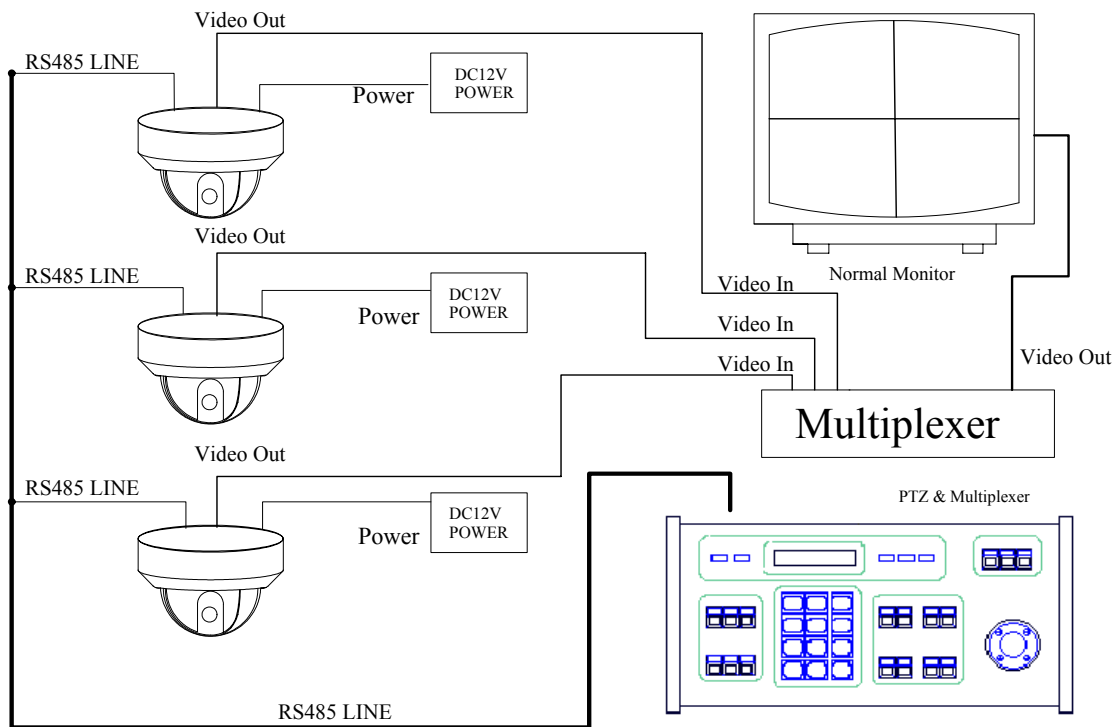 Video Out
RS485 LINE
DC12V
POWER
Power
Video Out
RS485 LINE
DC12V
POWER
Power
Normal Monitor
Video In
Video In
Video In
Video Out
Multiplexer
Video Out
RS485 LINE
DC12V
POWER
Power
PTZ & Multiplexer
RS485 LINE